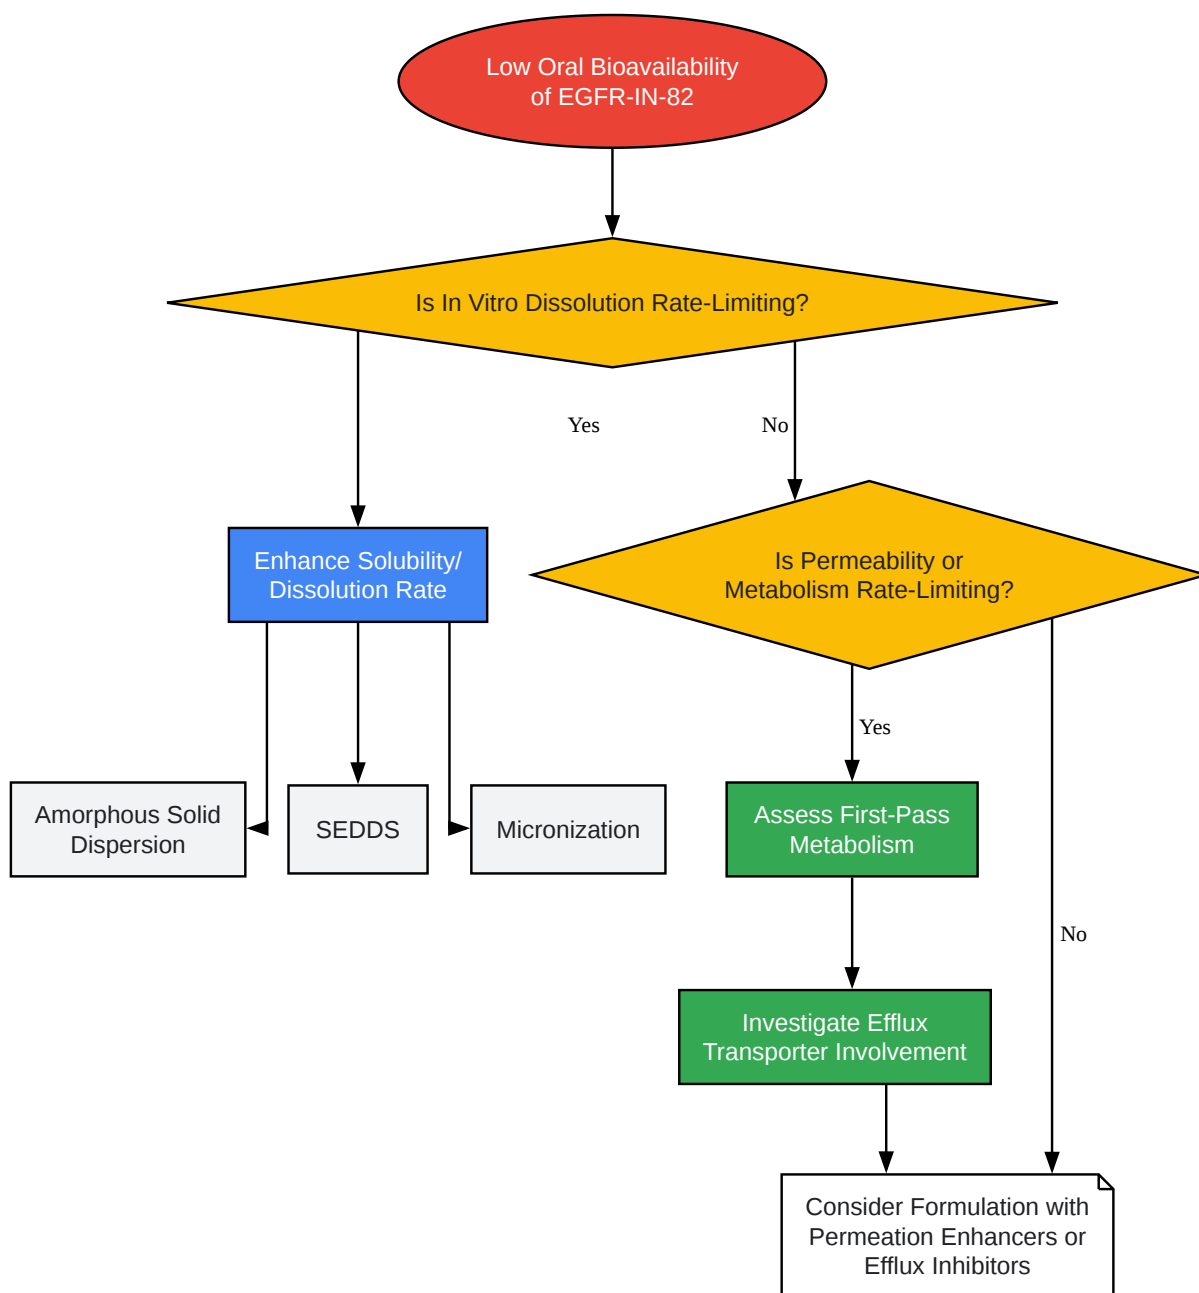 Low Oral Bioavailability
of EGFR-IN-82
Is In Vitro Dissolution Rate-Limiting?
Yes
No
Enhance Solubility/
Dissolution Rate
Is Permeability or
Metabolism Rate-Limiting?
Yes
Amorphous Solid
Dispersion
SEDDS
Micronization
Assess First-Pass
Metabolism
No
Investigate Efflux
Transporter Involvement
Consider Formulation with
Permeation Enhancers or
Efflux Inhibitors